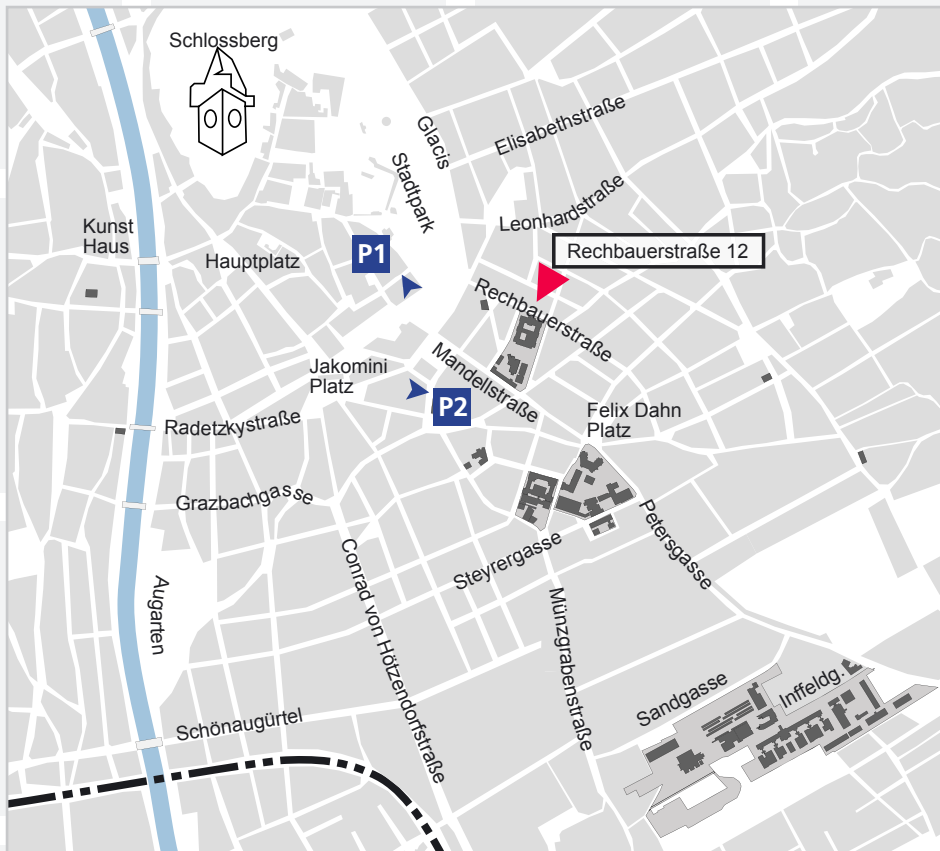 Schlossberg
Glacis
Elisabethstraße
Stadtpark
Leonhardstraße
Kunst
Haus
Hauptplatz
P1
Rechbauerstraße 12
Rechbauerstraße
Jakomini
Platz
Mandellstraße
P2
Felix Dahn
Platz
Radetzkystraße
Grazbachgasse
Petersgasse
Steyrergasse
Conrad von Hötzendorfstraße
Augarten
Münzgrabenstraße
Sandgasse
Inffeldg.
Schönaugürtel